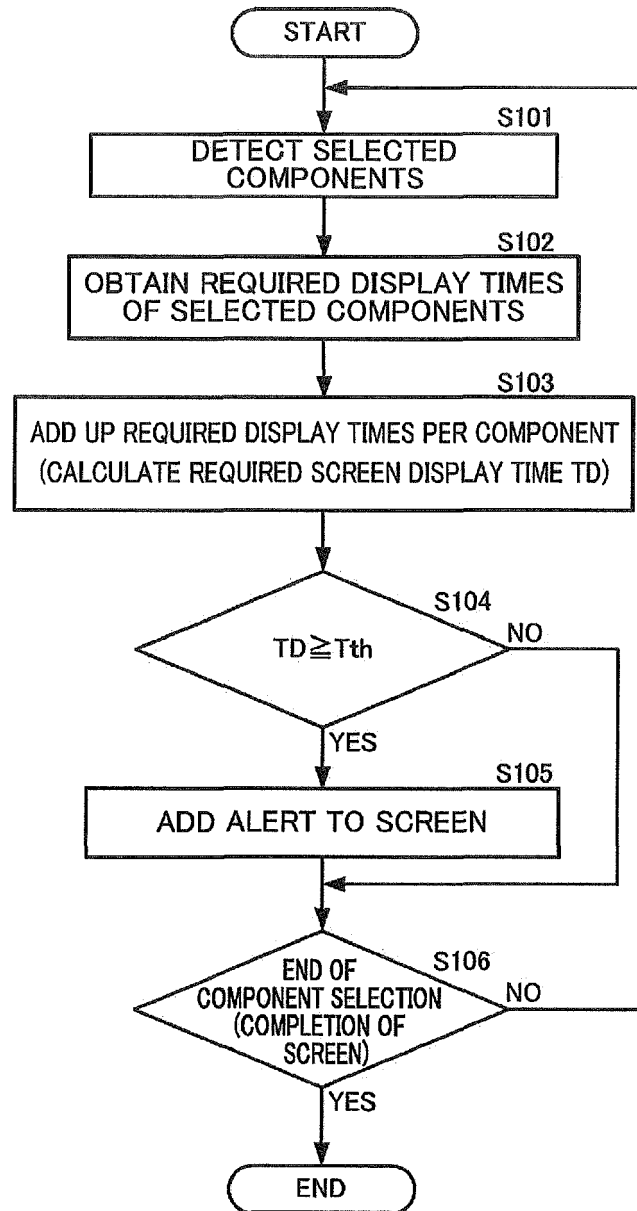 START
S101
DETECT SELECTED
COMPONENTS
S102
OBTAIN REQUIRED DISPLAY TIMES
OF SELECTED COMPONENTS
S103
ADD UP REQUIRED DISPLAY TIMES PER COMPONENT
(CALCULATE REQUIRED SCREEN DISPLAY TIME TD)
S104
TD≧Tth
NO
YES
S105
ADD ALERT TO SCREEN
S106
END OF
COMPONENT SELECTION
(COMPLETION OF
SCREEN)
NO
YES
END